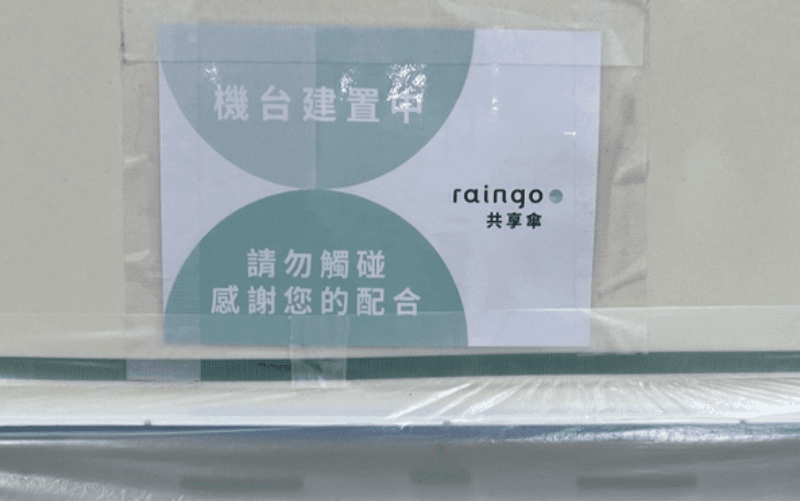 機台建置中
raingo
共享傘
請勿觸碰
感謝您的配合